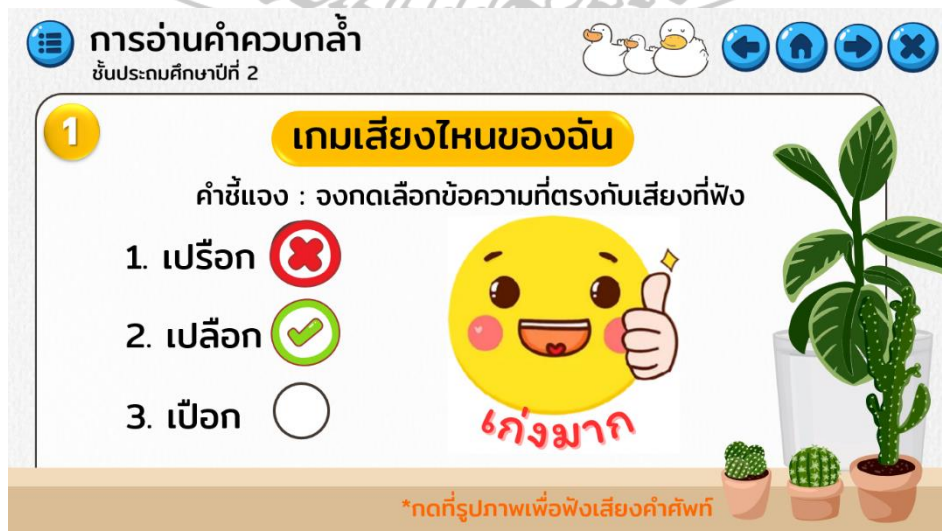 การอ่านคำควบกล้ำ
ชั้นประถมศึกษาปีที่ 2
1
เกมเสียงไหนของฉัน
คำชี้แจง : จงกดเลือกข้อความที่ตรงกับเสียงที่ฟัง
1. เปรือก
2. เปลือก
3. เปือก
เก่งมาก
*กดที่รูปภาพเพื่อฟังเสียงคำศัพท์